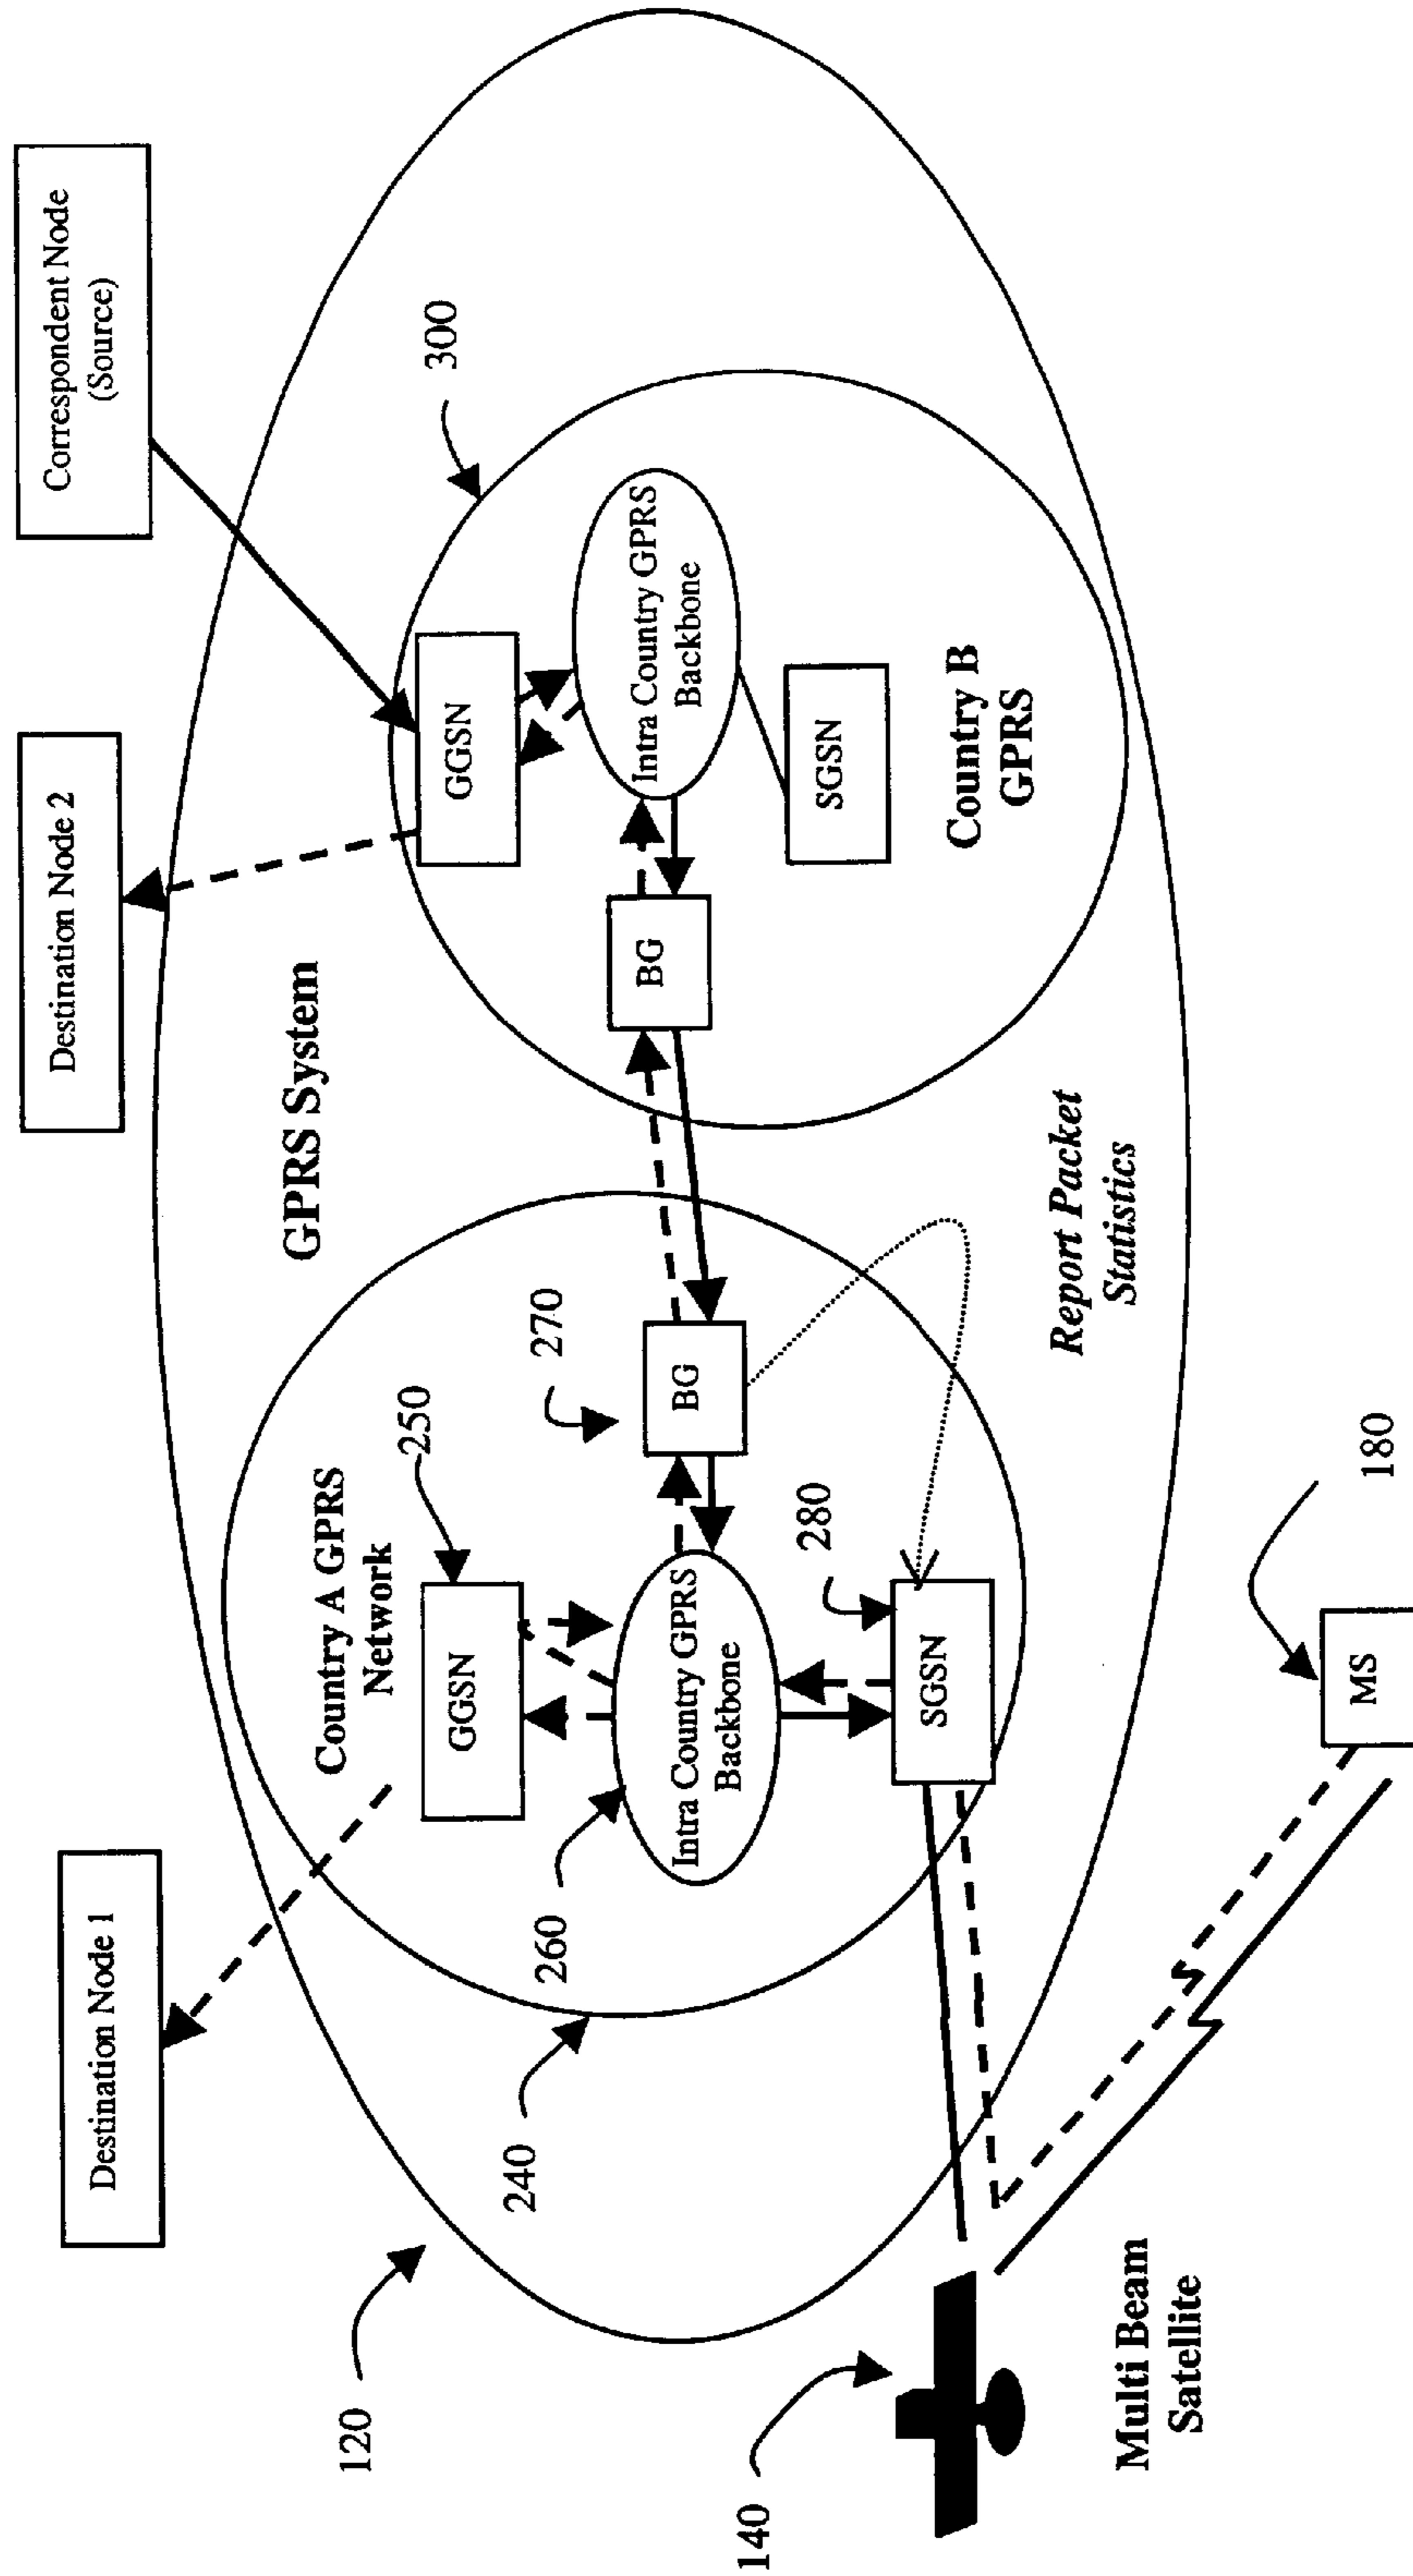 Destination Node 1
Destination Node 2
Correspondent Node
(Source)
120
240
Country A GPRS
Network
250
GPRS System
300
GGSN
GGSN
260
Intra Country GPRS
Backbone
270
BG
BG
Intra Country GPRS
Backbone
280
SGSN
SGSN
Country B
GPRS
140
Multi Beam
Satellite
Report Packet
Statistics
180
MS